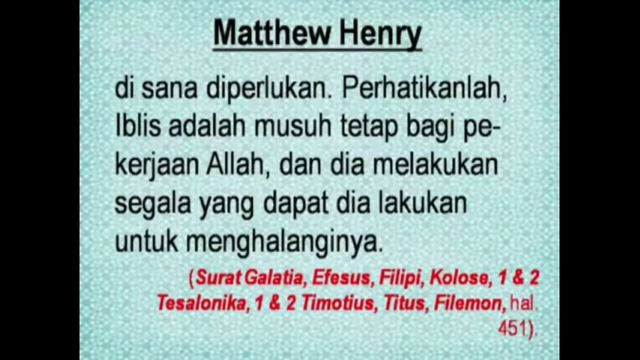 Matthew Henry
di sana diperlukan. Perhatikanlah,
Iblis adalah musuh tetap bagi pe-
kerjaan Allah, dan dia melakukan
segala yang dapat dia lakukan
untuk menghalanginya.
(Surat Galatia, Efesus, Filipi, Kolose, 1 & 2
Tesalonika, 1 & 2 Timotius, Titus, Filemon, hal.
451).